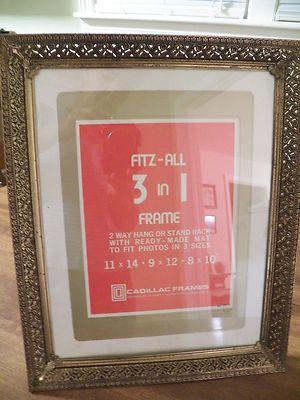 FITZ-ALL
3 in 1
FRAME
2 WAY HANG OR STAND BACK
WITH READY-MADE MAT
TO FIT PHOTOS IN 3 SIZES
11 x 14 · 9 x 12 · 8 x 10
CADILLAC FRAMES